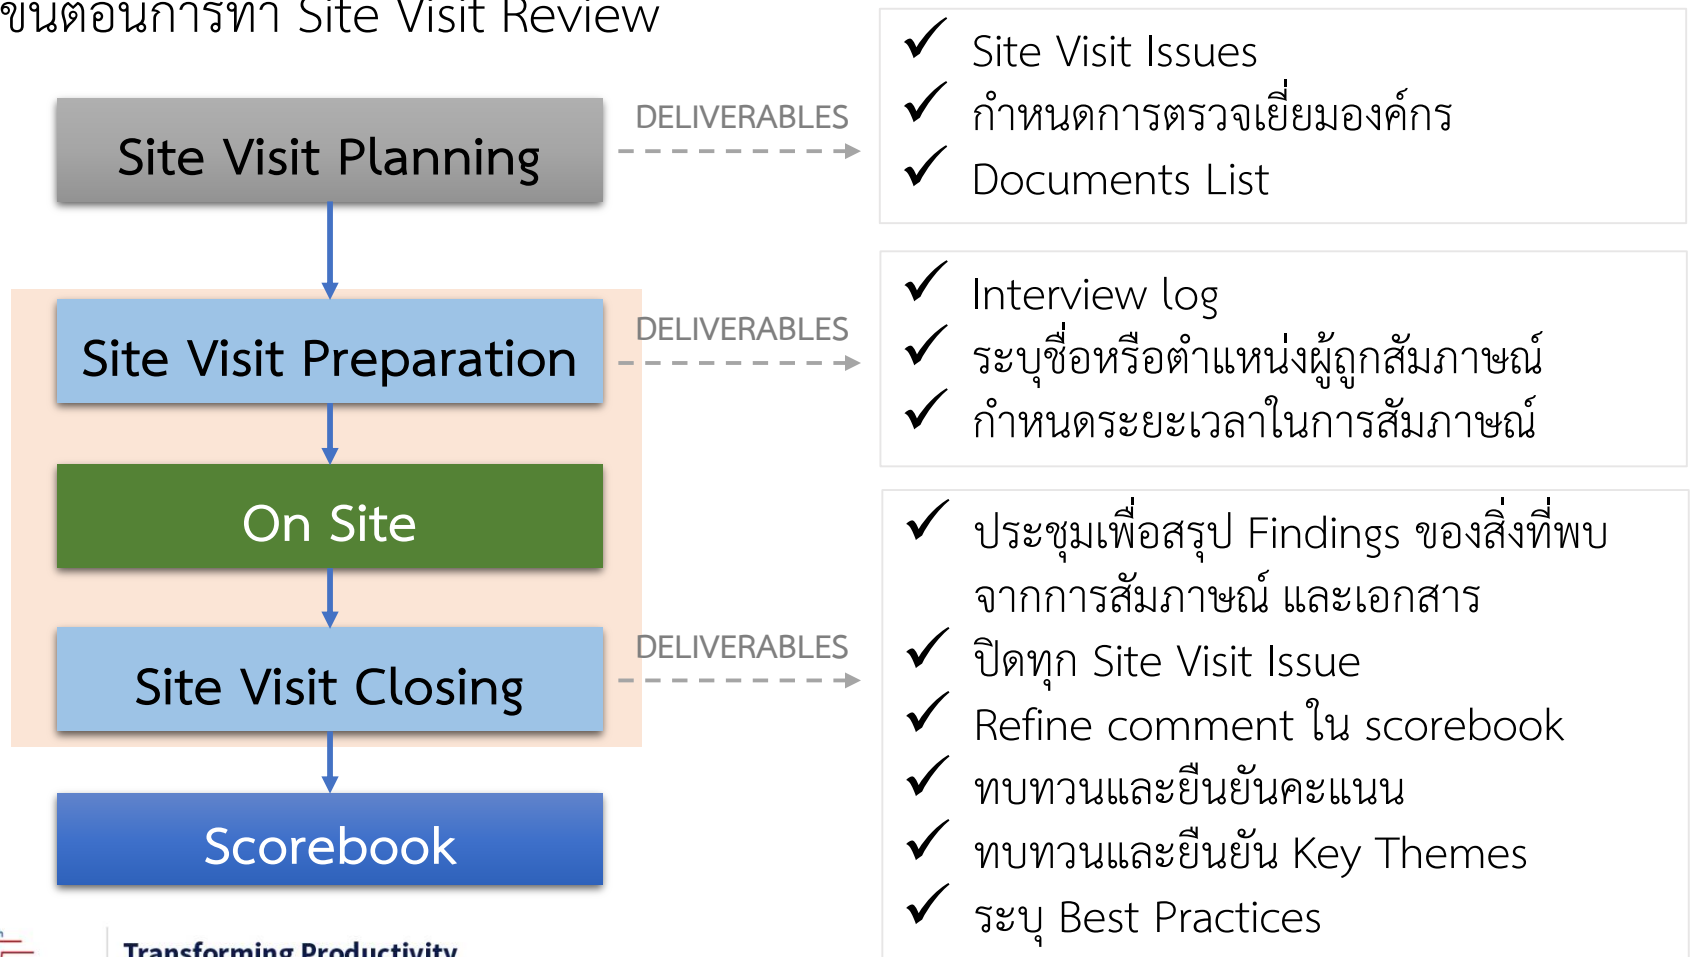 ขั้นตอนการทำ Site Visit Review
Site Visit Planning
DELIVERABLES
✓ Site Visit Issues
✓ กำหนดการตรวจเยี่ยมองค์กร
✓ Documents List
Site Visit Preparation
DELIVERABLES
✓ Interview log
✓ ระบุชื่อหรือตำแหน่งผู้ถูกสัมภาษณ์
✓ กำหนดระยะเวลาในการสัมภาษณ์
On Site
Site Visit Closing
DELIVERABLES
✓ ประชุมเพื่อสรุป Findings ของสิ่งที่พบ
จากการสัมภาษณ์ และเอกสาร
✓ ปิดทุก Site Visit Issue
✓ Refine comment ใน scorebook
✓ ทบทวนและยืนยันคะแนน
✓ ทบทวนและยืนยัน Key Themes
✓ ระบุ Best Practices
Scorebook
Transforming Productivity